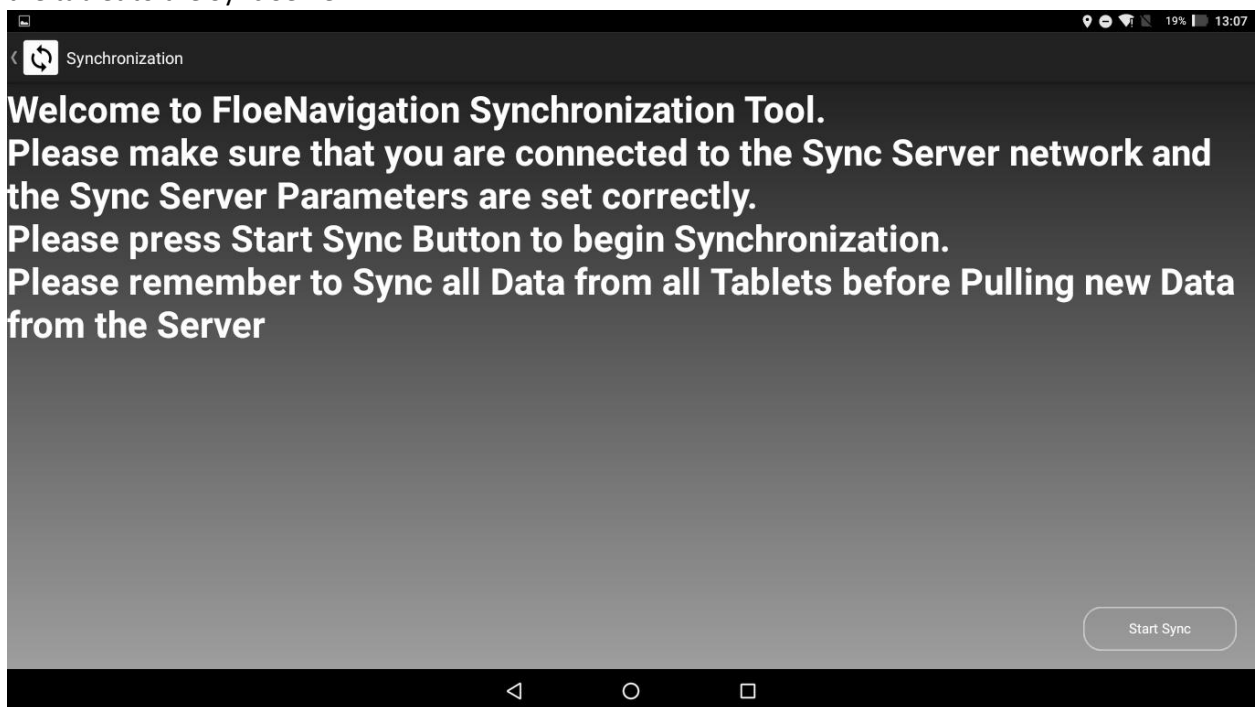 19% 13:07
Synchronization
Welcome to FloeNavigation Synchronization Tool.
Please make sure that you are connected to the Sync Server network and
the Sync Server Parameters are set correctly.
Please press Start Sync Button to begin Synchronization.
Please remember to Sync all Data from all Tablets before Pulling new Data
from the Server
Start Sync